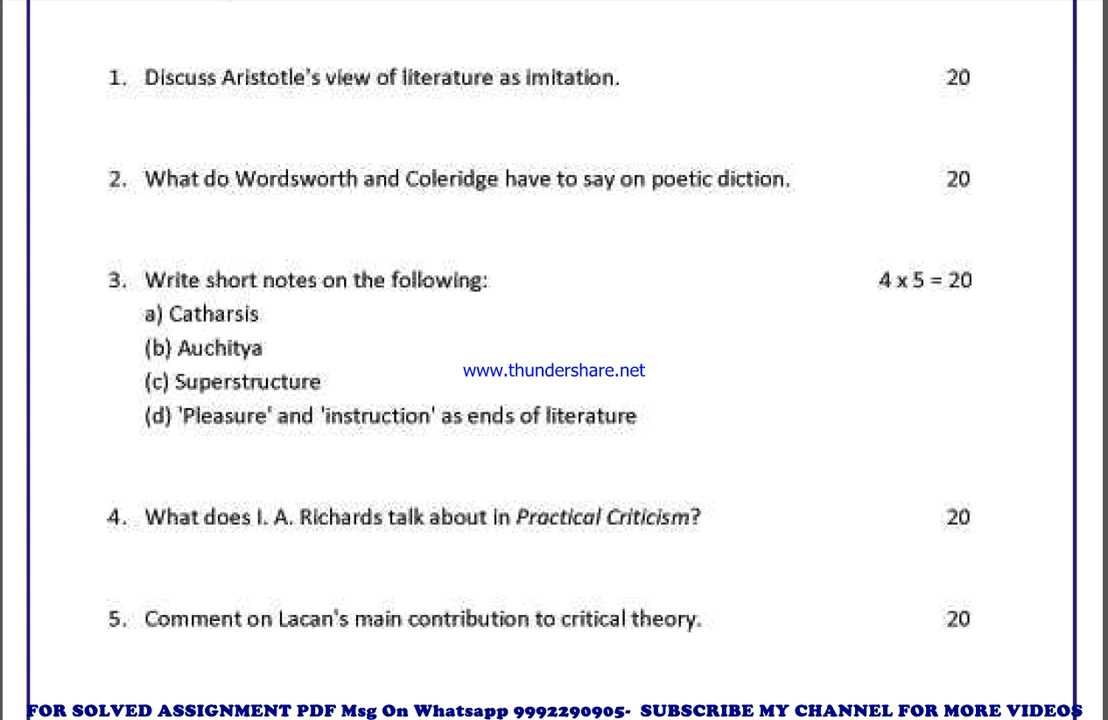 1. Discuss Aristotle's view of literature as imitation. 20
2. What do Wordsworth and Coleridge have to say on poetic diction. 20
3. Write short notes on the following: 4 x 5 = 20
a) Catharsis
(b) Auchitya
www.thundershare.net
(c) Superstructure
(d) 'Pleasure' and 'instruction' as ends of literature
4. What does I. A. Richards talk about in Practical Criticism? 20
5. Comment on Lacan's main contribution to critical theory. 20
FOR SOLVED ASSIGNMENT PDF Msg On Whatsapp 9992290905- SUBSCRIBE MY CHANNEL FOR MORE VIDEOS